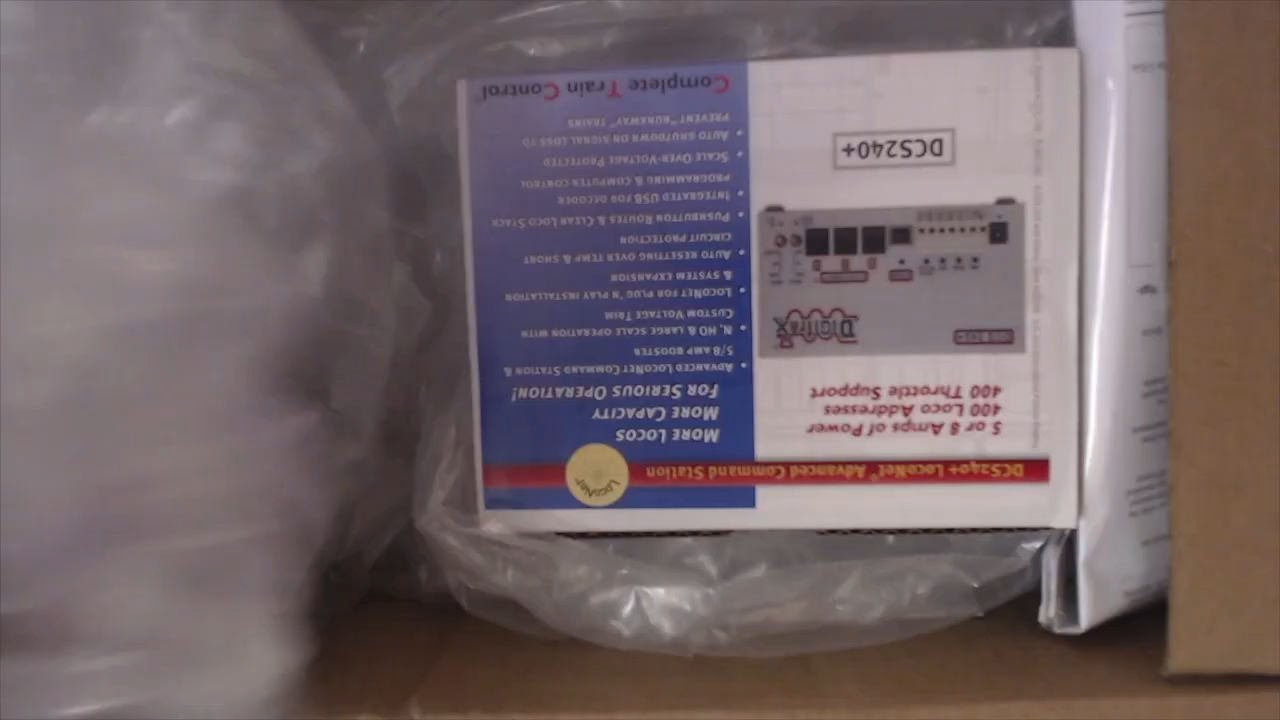 DCS240+ LocoNet® Advanced Command Station
LocoNet
5 or 8 Amps of Power
400 Loco Addresses
400 Throttle Support
Digitrax
DCS240+
More Locos
More Capacity
For Serious Operation!
• Advanced LocoNet Command Station &
5/8 amp booster
• N, HO & large scale operation with
Custom Voltage Trim
• LocoNet for plug 'n play installation
& system expansion
• Auto resetting over temp & short
circuit protection
• Pushbutton Routes & Clear Loco Stack
• Integrated USB for decoder
programming & computer control
• Scale Over-Voltage Protected
• Auto shutdown on signal loss to
prevent "runaway" trains
Complete Train Control